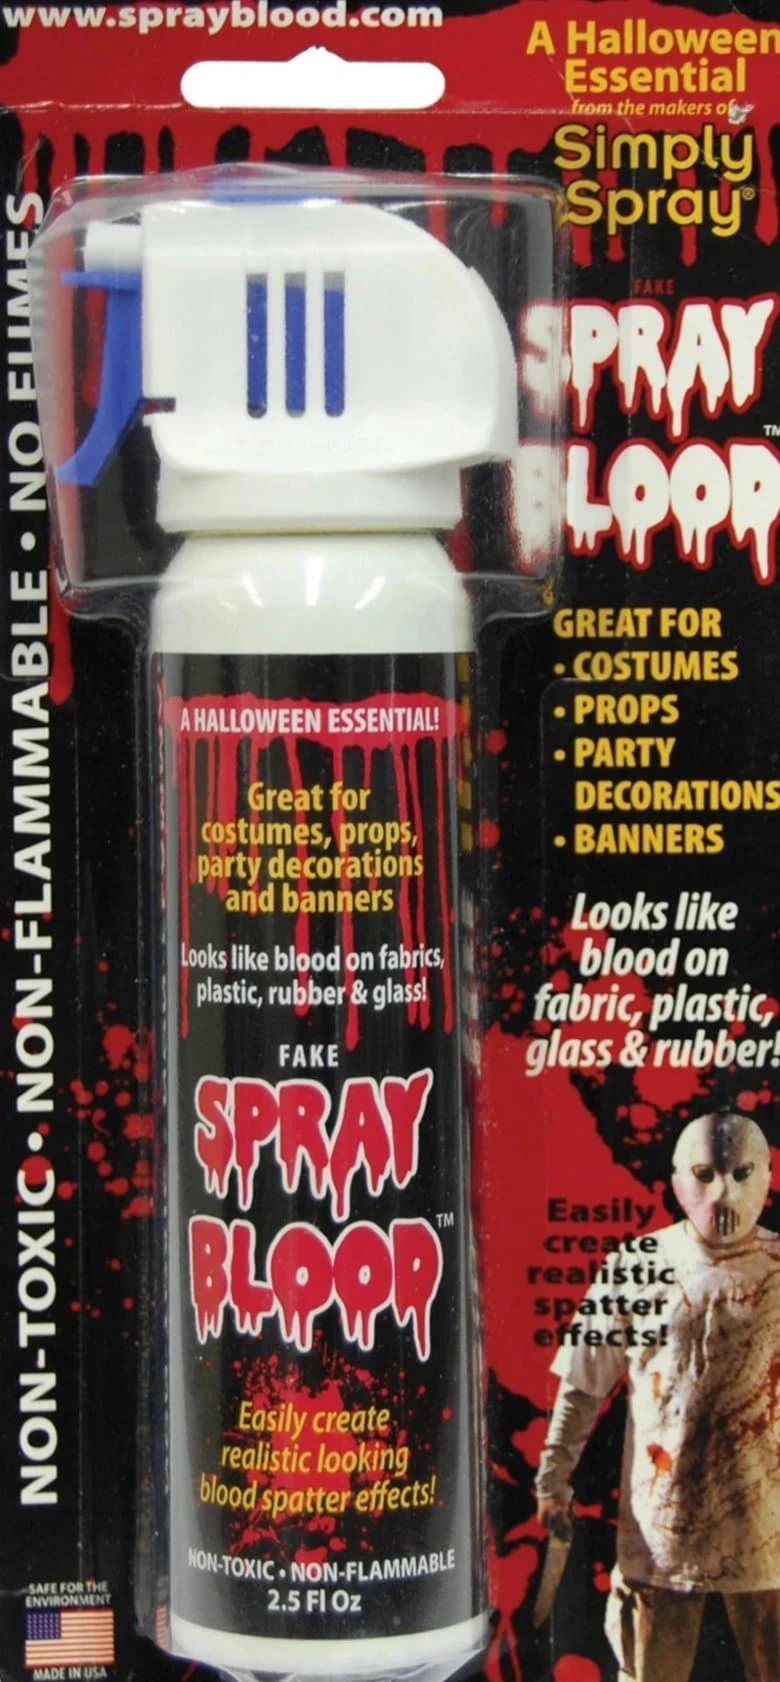 www.sprayblood.com
A Halloween
Essential
from the makers of
Simply
Spray®
FAKE
SPRAY
BLOOD™
GREAT FOR
• COSTUMES
• PROPS
• PARTY
DECORATIONS
• BANNERS
Looks like
blood on
fabric, plastic,
glass & rubber!
Easily
create
realistic
spatter
effects!
NON-TOXIC • NON-FLAMMABLE • NO FUMES
A HALLOWEEN ESSENTIAL!
Great for
costumes, props,
party decorations
and banners
Looks like blood on fabrics,
plastic, rubber & glass!
FAKE
SPRAY
BLOOD™
Easily create
realistic looking
blood spatter effects!
NON-TOXIC • NON-FLAMMABLE
2.5 Fl Oz
SAFE FOR THE
ENVIRONMENT
MADE IN USA